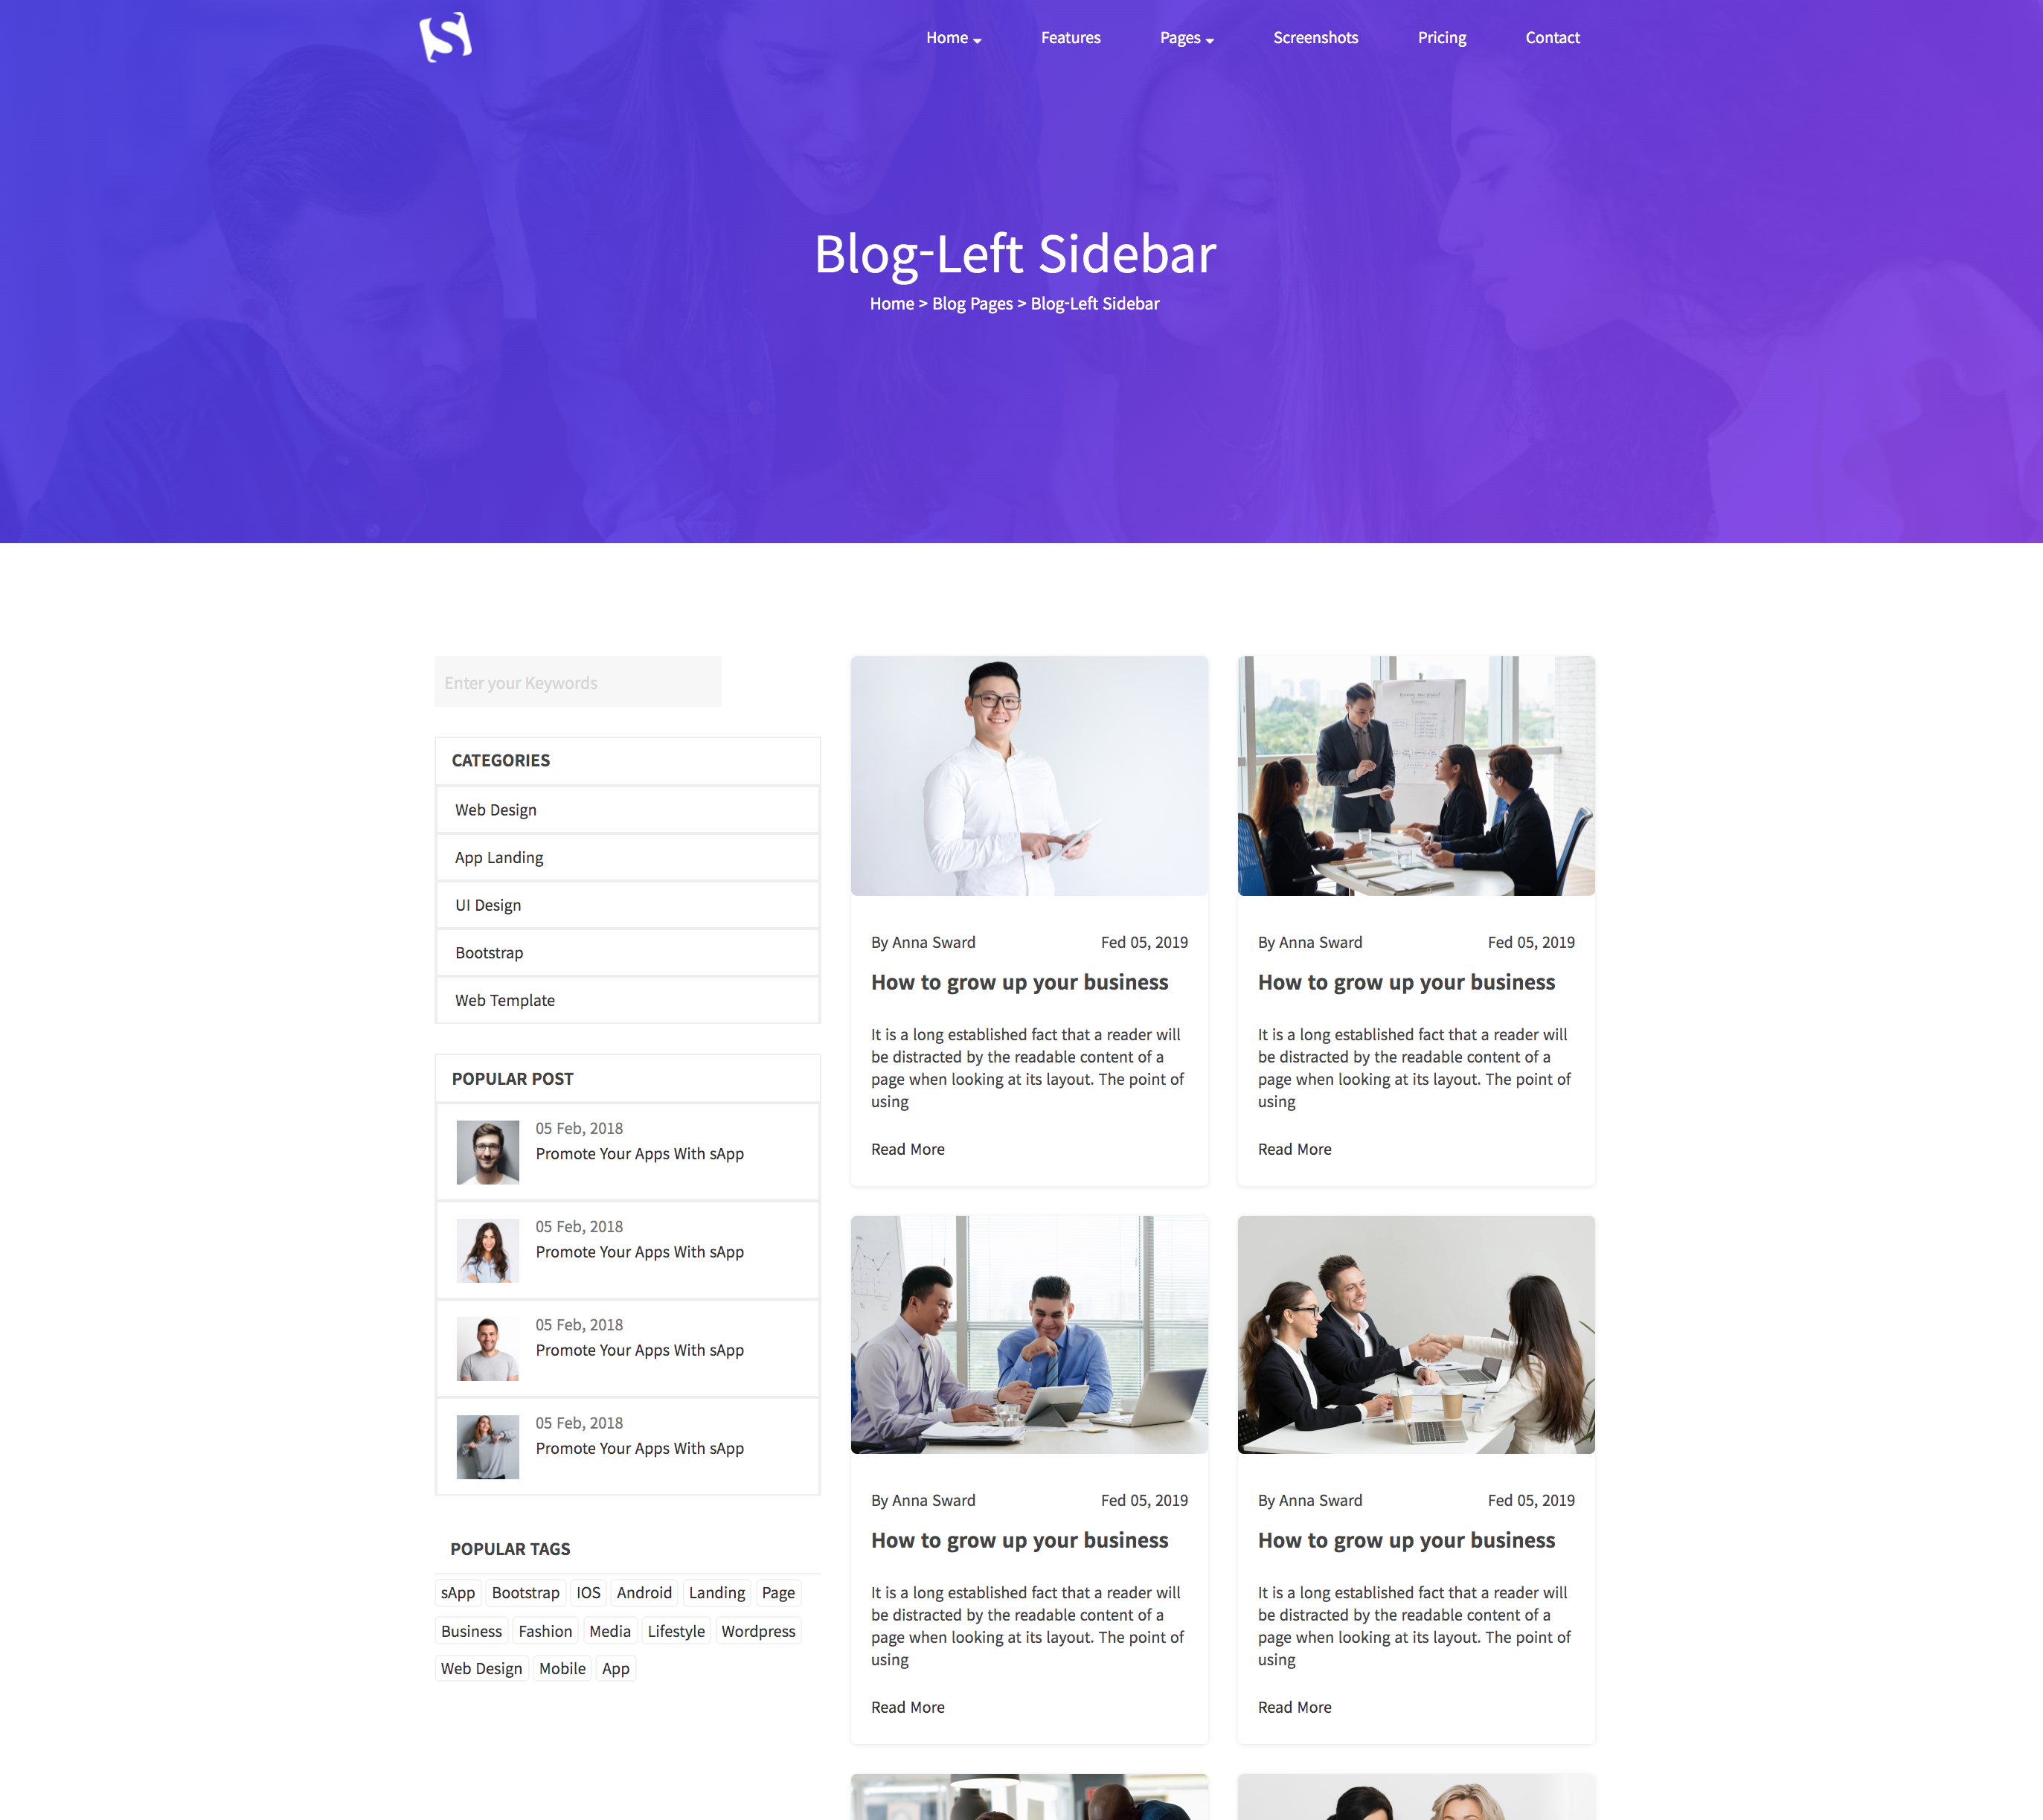 Home Features Pages Screenshots Pricing Contact
Blog-Left Sidebar
Home > Blog Pages > Blog-Left Sidebar
Enter your Keywords
CATEGORIES
Web Design
App Landing
UI Design
Bootstrap
Web Template
POPULAR POST
05 Feb, 2018
Promote Your Apps With sApp
05 Feb, 2018
Promote Your Apps With sApp
05 Feb, 2018
Promote Your Apps With sApp
05 Feb, 2018
Promote Your Apps With sApp
POPULAR TAGS
sApp Bootstrap IOS Android Landing Page
Business Fashion Media Lifestyle Wordpress
Web Design Mobile App
By Anna Sward Fed 05, 2019
How to grow up your business
It is a long established fact that a reader will
be distracted by the readable content of a
page when looking at its layout. The point of
using
Read More
By Anna Sward Fed 05, 2019
How to grow up your business
It is a long established fact that a reader will
be distracted by the readable content of a
page when looking at its layout. The point of
using
Read More
By Anna Sward Fed 05, 2019
How to grow up your business
It is a long established fact that a reader will
be distracted by the readable content of a
page when looking at its layout. The point of
using
Read More
By Anna Sward Fed 05, 2019
How to grow up your business
It is a long established fact that a reader will
be distracted by the readable content of a
page when looking at its layout. The point of
using
Read More